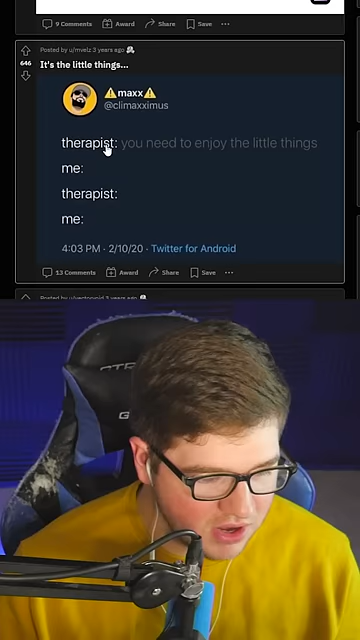 9 Comments Award Share Save ...
Posted by u/mvelz 3 years ago
646
It's the little things...
⚠️maxx⚠️
@climaxximus
therapist: you need to enjoy the little things
me:
therapist:
me:
4:03 PM · 2/10/20 · Twitter for Android
13 Comments Award Share Save ...